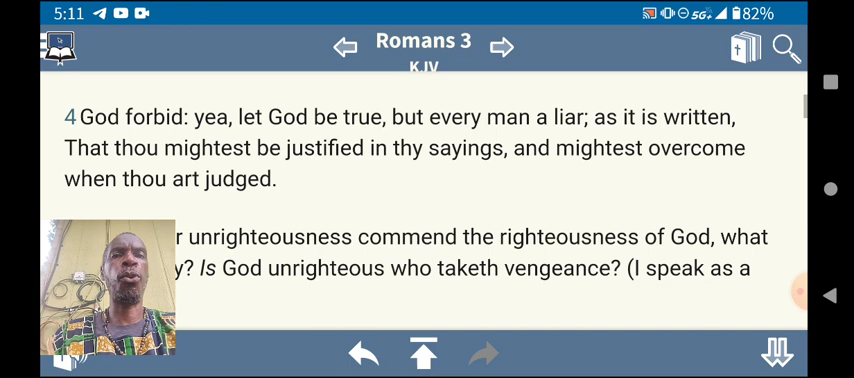 5:11 5G+ 82%
Romans 3
KJV
4 God forbid: yea, let God be true, but every man a liar; as it is written,
That thou mightest be justified in thy sayings, and mightest overcome
when thou art judged.
r unrighteousness commend the righteousness of God, what
y? Is God unrighteous who taketh vengeance? (I speak as a